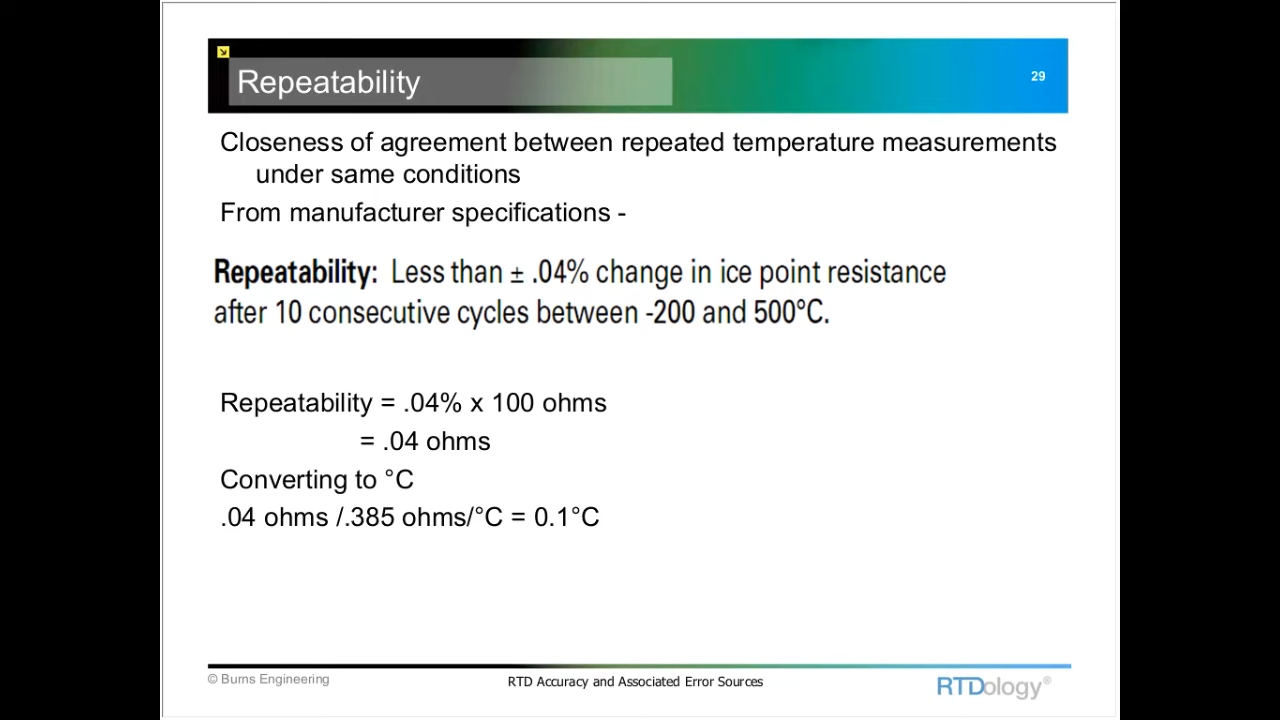 Repeatability
29
Closeness of agreement between repeated temperature measurements
under same conditions
From manufacturer specifications -
Repeatability: Less than ± .04% change in ice point resistance
after 10 consecutive cycles between -200 and 500°C.
Repeatability = .04% x 100 ohms
= .04 ohms
Converting to °C
.04 ohms /.385 ohms/°C = 0.1°C
© Burns Engineering
RTD Accuracy and Associated Error Sources
RTDology®